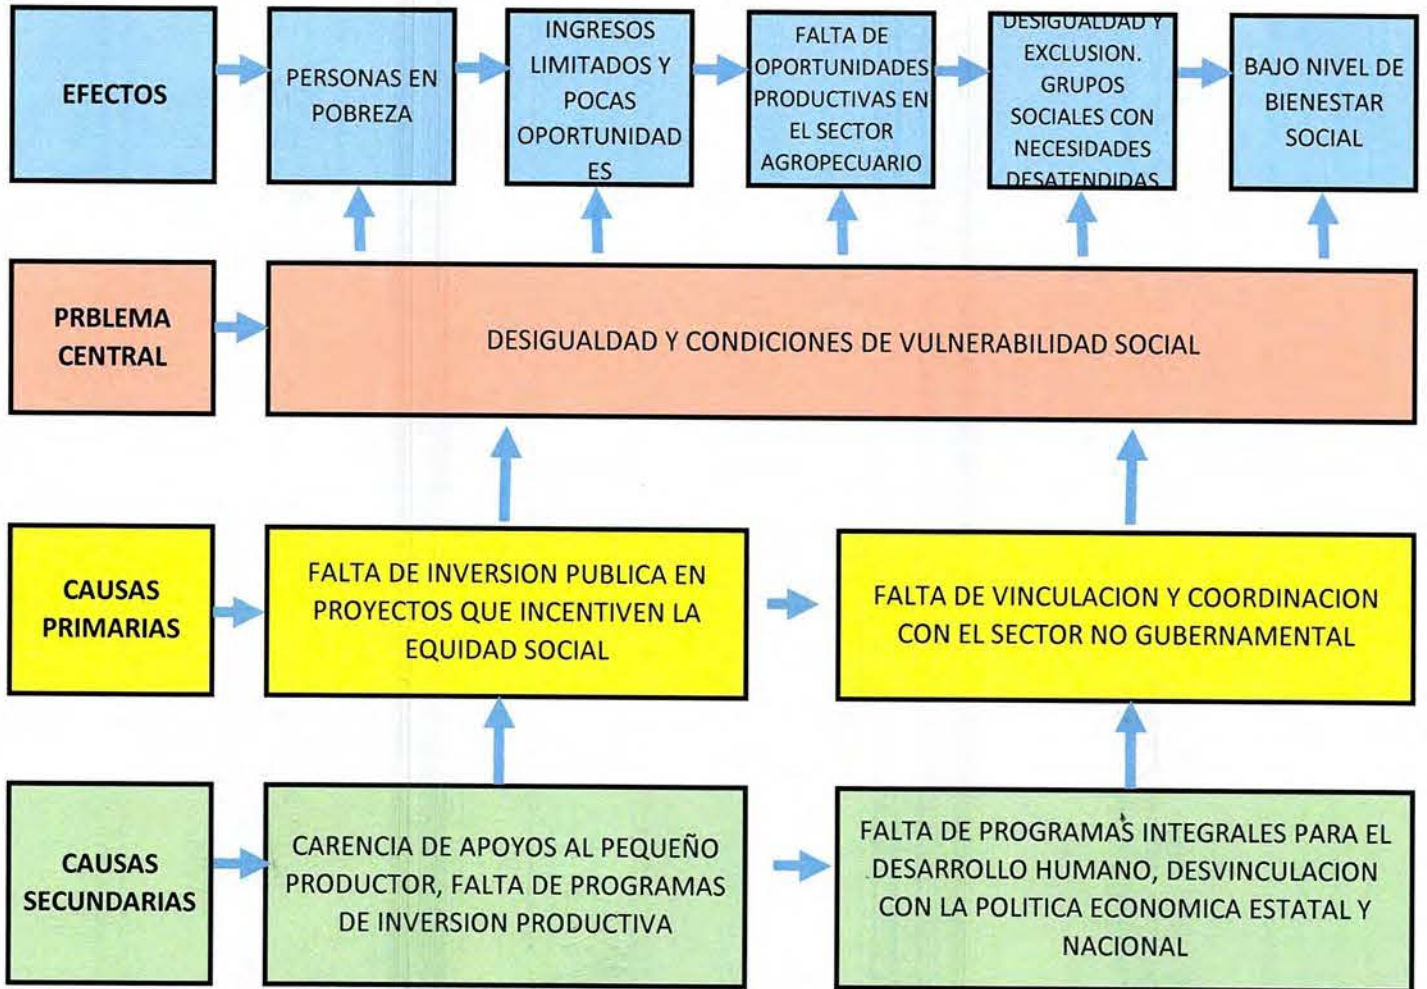 EFECTOS
PERSONAS EN
POBREZA
INGRESOS
LIMITADOS Y
POCAS
OPORTUNIDAD
ES
FALTA DE
OPORTUNIDADES
PRODUCTIVAS EN
EL SECTOR
AGROPECUARIO
DESIGUALDAD Y
EXCLUSION.
GRUPOS
SOCIALES CON
NECESIDADES
DESATENDIDAS
BAJO NIVEL DE
BIENESTAR
SOCIAL
PRBLEMA
CENTRAL
DESIGUALDAD Y CONDICIONES DE VULNERABILIDAD SOCIAL
CAUSAS
PRIMARIAS
FALTA DE INVERSION PUBLICA EN
PROYECTOS QUE INCENTIVEN LA
EQUIDAD SOCIAL
FALTA DE VINCULACION Y COORDINACION
CON EL SECTOR NO GUBERNAMENTAL
CAUSAS
SECUNDARIAS
CARENCIA DE APOYOS AL PEQUEÑO
PRODUCTOR, FALTA DE PROGRAMAS
DE INVERSION PRODUCTIVA
FALTA DE PROGRAMAS INTEGRALES PARA EL
DESARROLLO HUMANO, DESVINCULACION
CON LA POLITICA ECONOMICA ESTATAL Y
NACIONAL